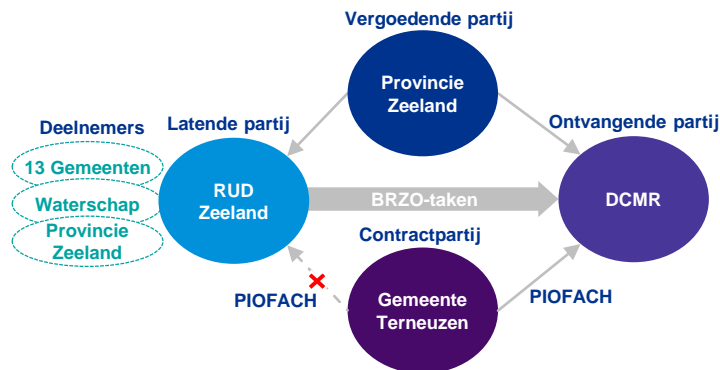 Vergoedende partij
Provincie
Zeeland
Deelnemers
Latende partij
Ontvangende partij
13 Gemeenten
Waterschap
Provincie
Zeeland
RUD
Zeeland
BRZO-taken
DCMR
Contractpartij
PIOFACH
Gemeente
Terneuzen
PIOFACH